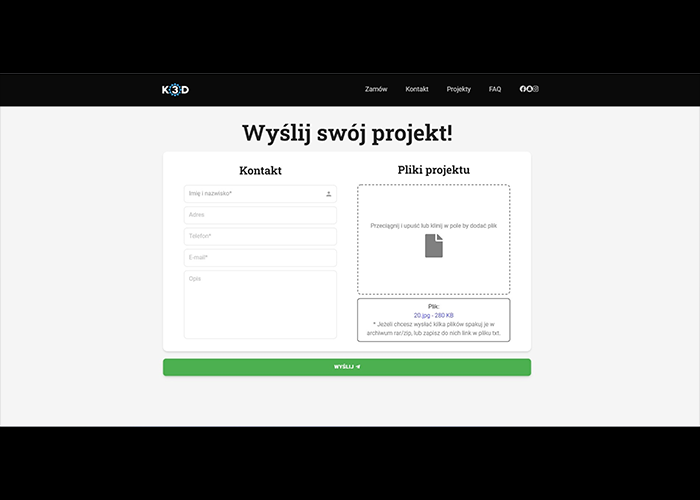 K3D
Zamów Kontakt Projekty FAQ
Wyślij swój projekt!
Kontakt
Imię i nazwisko*
Adres
Telefon*
E-mail*
Opis
Pliki projektu
Przeciągnij i upuść lub klinij w pole by dodać plik
Plik:
20.jpg - 280 KB
* Jeżeli chcesz wysłać kilka plików spakuj je w
archiwum rar/zip, lub zapisz do nich link w pliku txt.
WYŚLIJ